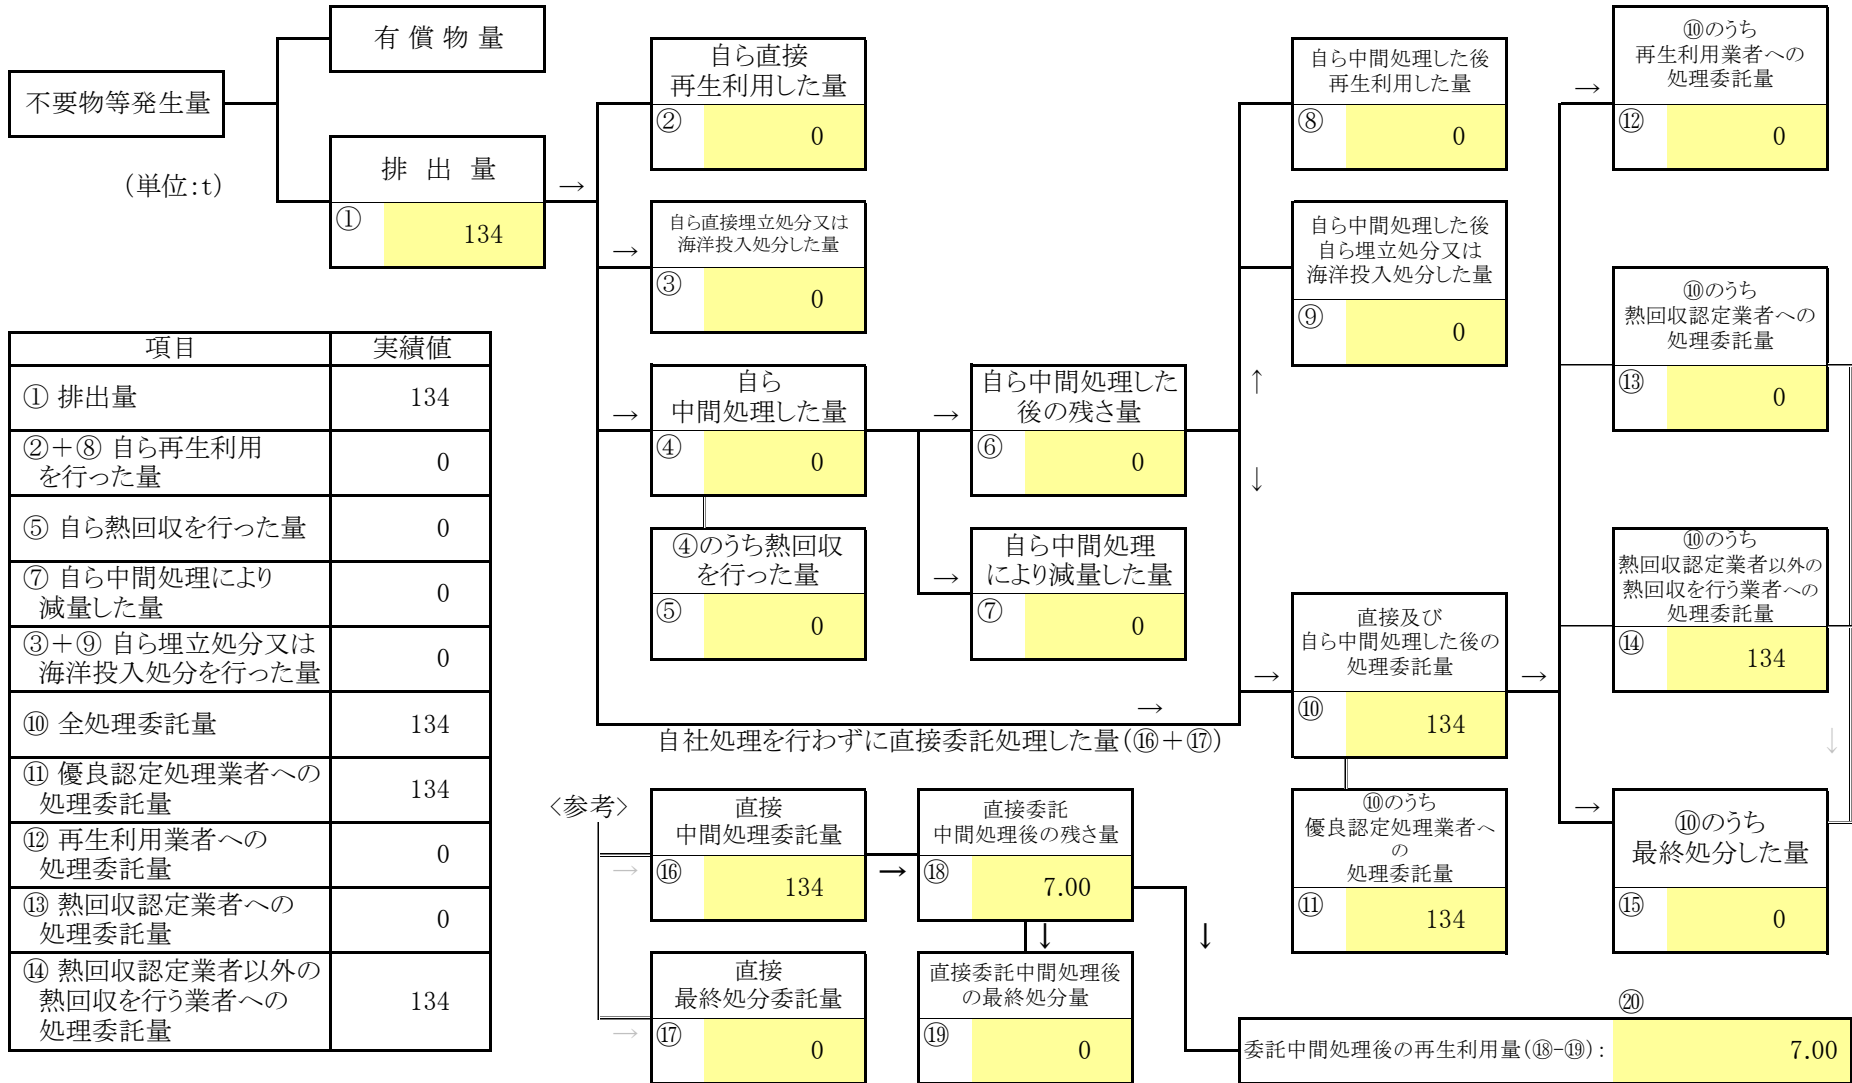 有 償 物 量
不要物等発生量
排 出 量
①
134
(単位:t)
→
自ら直接
再生利用した量
②
0
→
自ら直接埋立処分又は
海洋投入処分した量
③
0
→
自ら
中間処理した量
④
0
④のうち熱回収
を行った量
⑤
0
→
自ら中間処理した
後の残さ量
⑥
0
→
自ら中間処理
により減量した量
⑦
0
↑
↓
自ら中間処理した後
再生利用した量
⑧
0
自ら中間処理した後
自ら埋立処分又は
海洋投入処分した量
⑨
0
→
自社処理を行わずに直接委託処理した量(⑯+⑰)
→
直接及び
自ら中間処理した後の
処理委託量
⑩
134
⑩のうち
優良認定処理業者へ
の
処理委託量
⑪
134
→
→
⑩のうち
再生利用業者への
処理委託量
⑫
0
⑩のうち
熱回収認定業者への
処理委託量
⑬
0
⑩のうち
熱回収認定業者以外の
熱回収を行う業者への
処理委託量
⑭
134
↓
→
⑩のうち
最終処分した量
⑮
0
項目 実績値
① 排出量 134
②+⑧ 自ら再生利用
を行った量 0
⑤ 自ら熱回収を行った量 0
⑦ 自ら中間処理により
減量した量 0
③+⑨ 自ら埋立処分又は
海洋投入処分を行った量 0
⑩ 全処理委託量 134
⑪ 優良認定処理業者への
処理委託量 134
⑫ 再生利用業者への
処理委託量 0
⑬ 熱回収認定業者への
処理委託量 0
⑭ 熱回収認定業者以外の
熱回収を行う業者への
処理委託量 134
〈参考〉
→
直接
中間処理委託量
⑯
134
→
直接委託
中間処理後の残さ量
⑱
7.00
↓
↓
→
直接
最終処分委託量
⑰
0
直接委託中間処理後
の最終処分量
⑲
0
⑳
委託中間処理後の再生利用量(⑱-⑲): 7.00